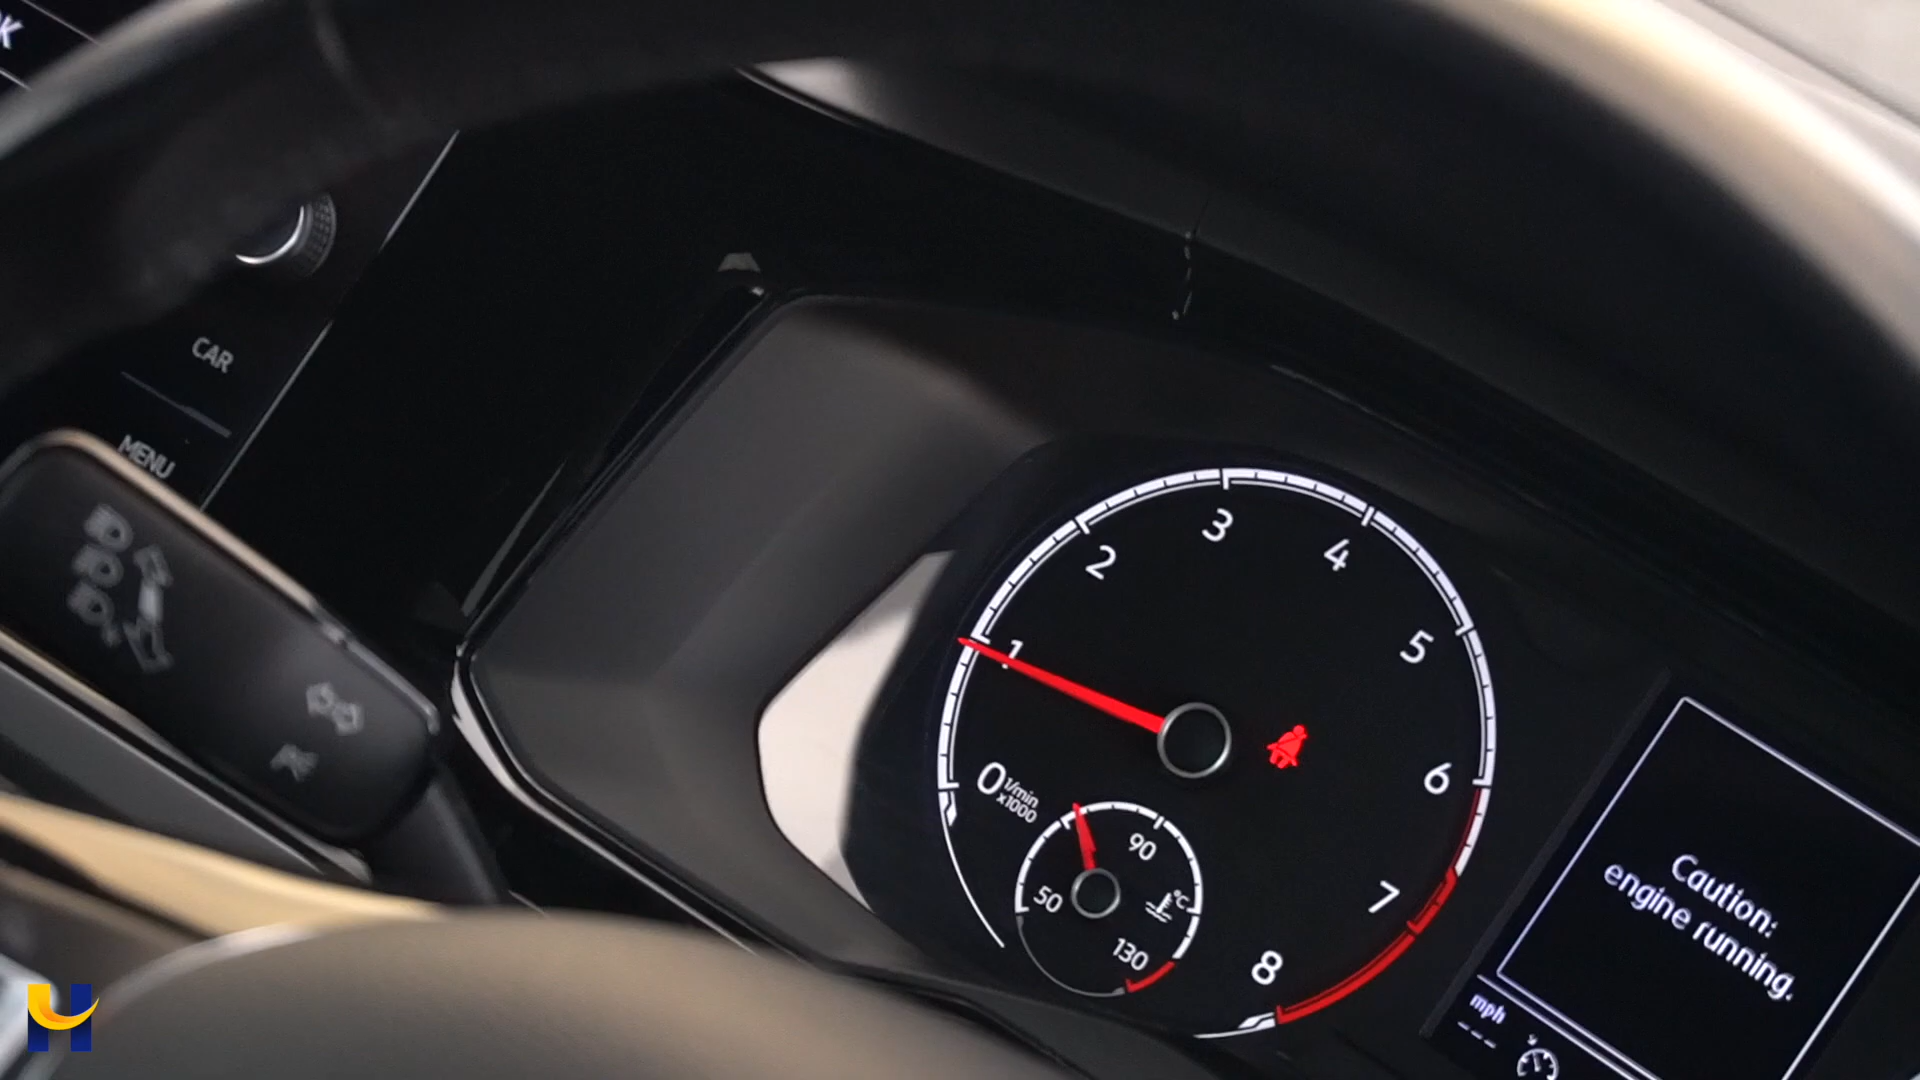 CAR
MENU
0
1
2
3
4
5
6
7
8
1/min
x1000
50
90
130
°C
Caution:
engine running.
mph
---